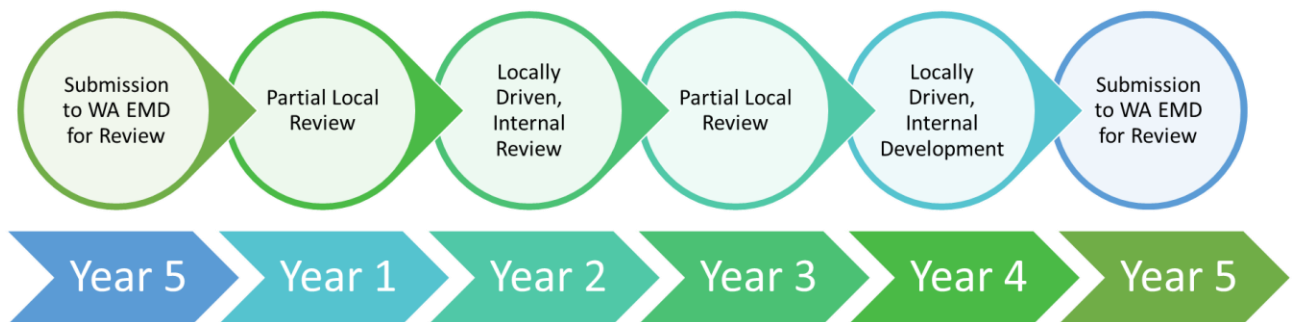 Submission
to WA EMD
for Review
Partial Local
Review
Locally
Driven,
Internal
Review
Partial Local
Review
Locally
Driven,
Internal
Development
Submission
to WA EMD
for Review
Year 5
Year 1
Year 2
Year 3
Year 4
Year 5